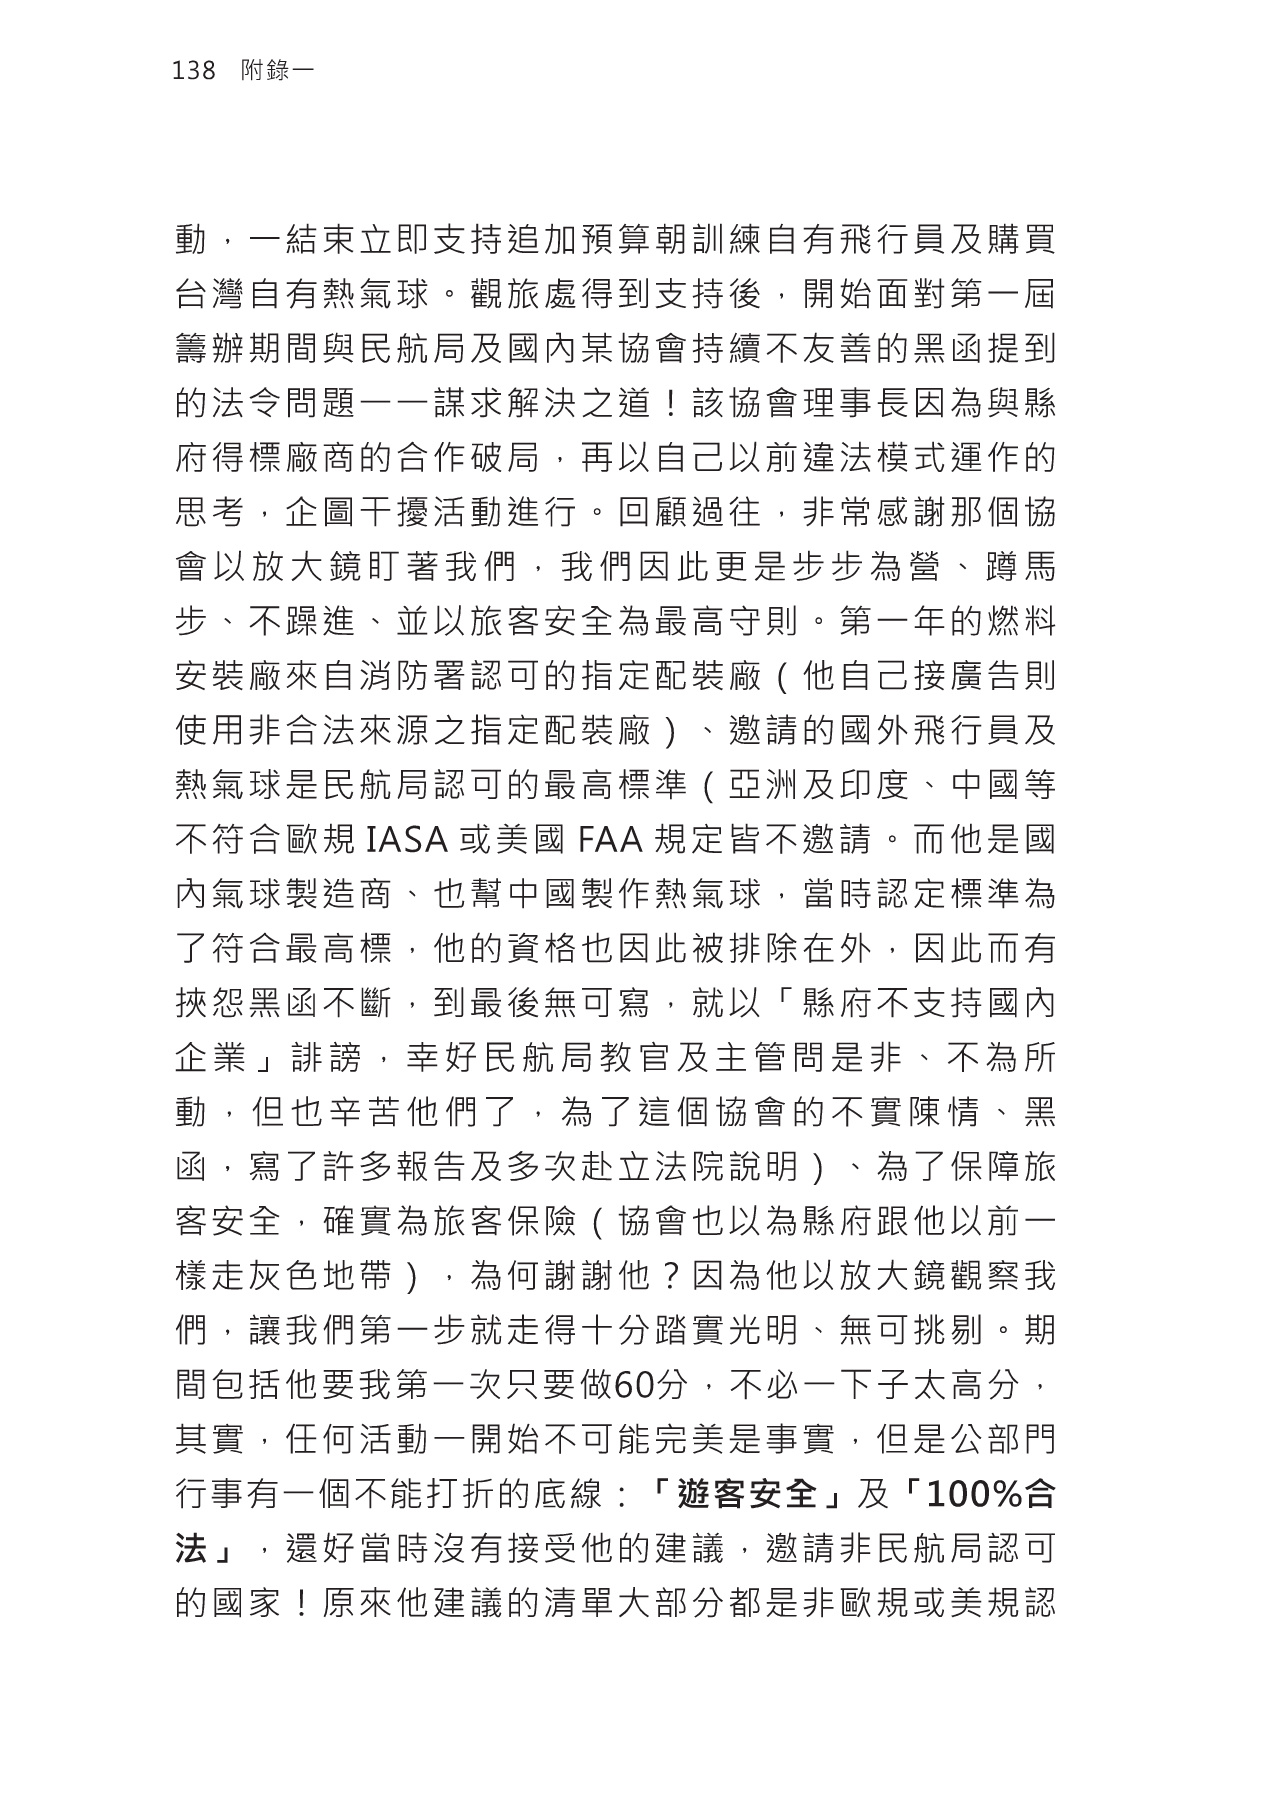 138 附錄一
動，一結束立即支持追加預算朝訓練自有飛行員及購買
台灣自有熱氣球。觀旅處得到支持後，開始面對第一屆
籌辦期間與民航局及國內某協會持續不友善的黑函提到
的法令問題一一謀求解決之道！該協會理事長因為與縣
府得標廠商的合作破局，再以自己以前違法模式運作的
思考，企圖干擾活動進行。回顧過往，非常感謝那個協
會以放大鏡盯著我們，我們因此更是步步為營、蹲馬
步、不躁進、並以旅客安全為最高守則。第一年的燃料
安裝廠來自消防署認可的指定配裝廠（他自己接廣告則
使用非合法來源之指定配裝廠）、邀請的國外飛行員及
熱氣球是民航局認可的最高標準（亞洲及印度、中國等
不符合歐規 IASA 或美國 FAA 規定皆不邀請。而他是國
內氣球製造商、也幫中國製作熱氣球，當時認定標準為
了符合最高標，他的資格也因此被排除在外，因此而有
挾怨黑函不斷，到最後無可寫，就以「縣府不支持國內
企業」誹謗，幸好民航局教官及主管問是非、不為所
動，但也辛苦他們了，為了這個協會的不實陳情、黑
函，寫了許多報告及多次赴立法院說明）、為了保障旅
客安全，確實為旅客保險（協會也以為縣府跟他以前一
樣走灰色地帶），為何謝謝他？因為他以放大鏡觀察我
們，讓我們第一步就走得十分踏實光明、無可挑剔。期
間包括他要我第一次只要做60分，不必一下子太高分，
其實，任何活動一開始不可能完美是事實，但是公部門
行事有一個不能打折的底線：「遊客安全」及「100%合
法」，還好當時沒有接受他的建議，邀請非民航局認可
的國家！原來他建議的清單大部分都是非歐規或美規認